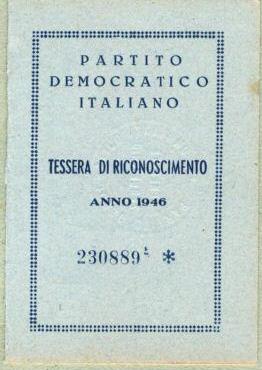 PARTITO
DEMOCRATICO
ITALIANO
TESSERA DI RICONOSCIMENTO
ANNO 1946
230889 *